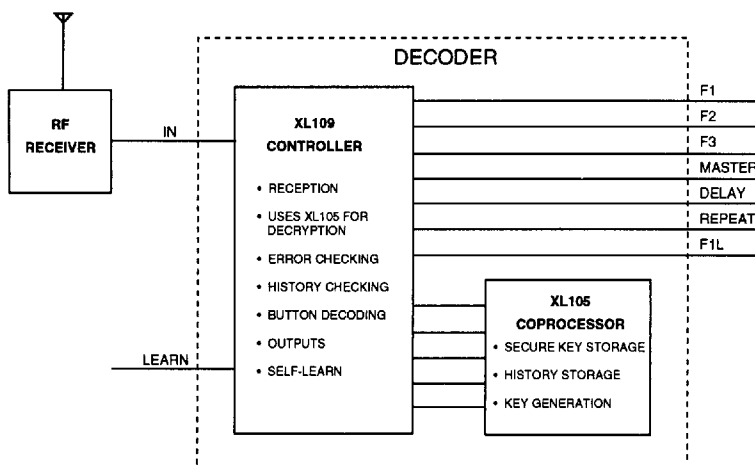 DECODER
RF
RECEIVER
IN
XL109
CONTROLLER
• RECEPTION
• USES XL105 FOR
DECRYPTION
• ERROR CHECKING
• HISTORY CHECKING
• BUTTON DECODING
• OUTPUTS
• SELF-LEARN
LEARN
F1
F2
F3
MASTER
DELAY
REPEAT
F1L
XL105
COPROCESSOR
• SECURE KEY STORAGE
• HISTORY STORAGE
• KEY GENERATION